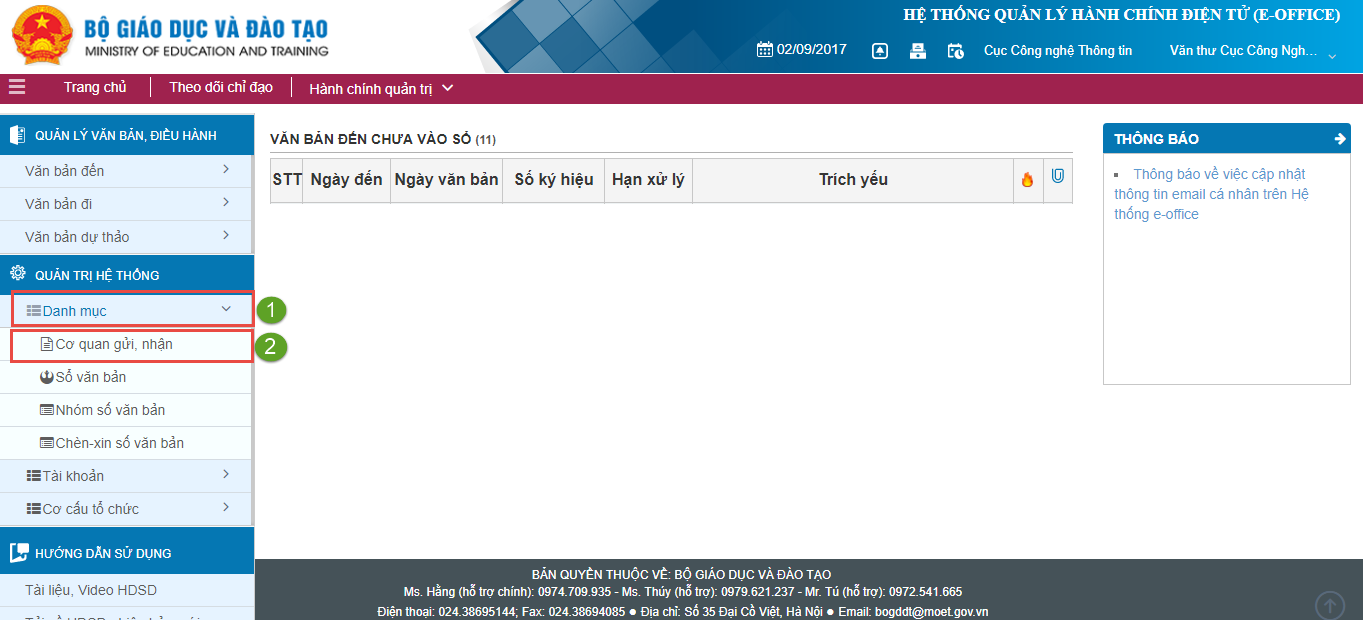 BỘ GIÁO DỤC VÀ ĐÀO TẠO
MINISTRY OF EDUCATION AND TRAINING
HỆ THỐNG QUẢN LÝ HÀNH CHÍNH ĐIỆN TỬ (E-OFFICE)
02/09/2017 Cục Công nghệ Thông tin Văn thư Cục Công Ngh...
Trang chủ Theo dõi chỉ đạo Hành chính quản trị
QUẢN LÝ VĂN BẢN, ĐIỀU HÀNH
Văn bản đến
Văn bản đi
Văn bản dự thảo
QUẢN TRỊ HỆ THỐNG
Danh mục 1
Cơ quan gửi, nhận 2
Sổ văn bản
Nhóm số văn bản
Chèn-xin số văn bản
Tài khoản
Cơ cấu tổ chức
HƯỚNG DẪN SỬ DỤNG
Tài liệu, Video HDSD
VĂN BẢN ĐẾN CHƯA VÀO SỔ (11)
STT Ngày đến Ngày văn bản Số ký hiệu Hạn xử lý Trích yếu
THÔNG BÁO
Thông báo về việc cập nhật
thông tin email cá nhân trên Hệ
thống e-office
BẢN QUYỀN THUỘC VỀ: BỘ GIÁO DỤC VÀ ĐÀO TẠO
Ms. Hằng (hỗ trợ chính): 0974.709.935 - Ms. Thúy (hỗ trợ): 0979.621.237 - Mr. Tú (hỗ trợ): 0972.541.665
Điện thoại: 024.38695144; Fax: 024.38694085 ● Địa chỉ: Số 35 Đại Cồ Việt, Hà Nội ● Email: bogddt@moet.gov.vn